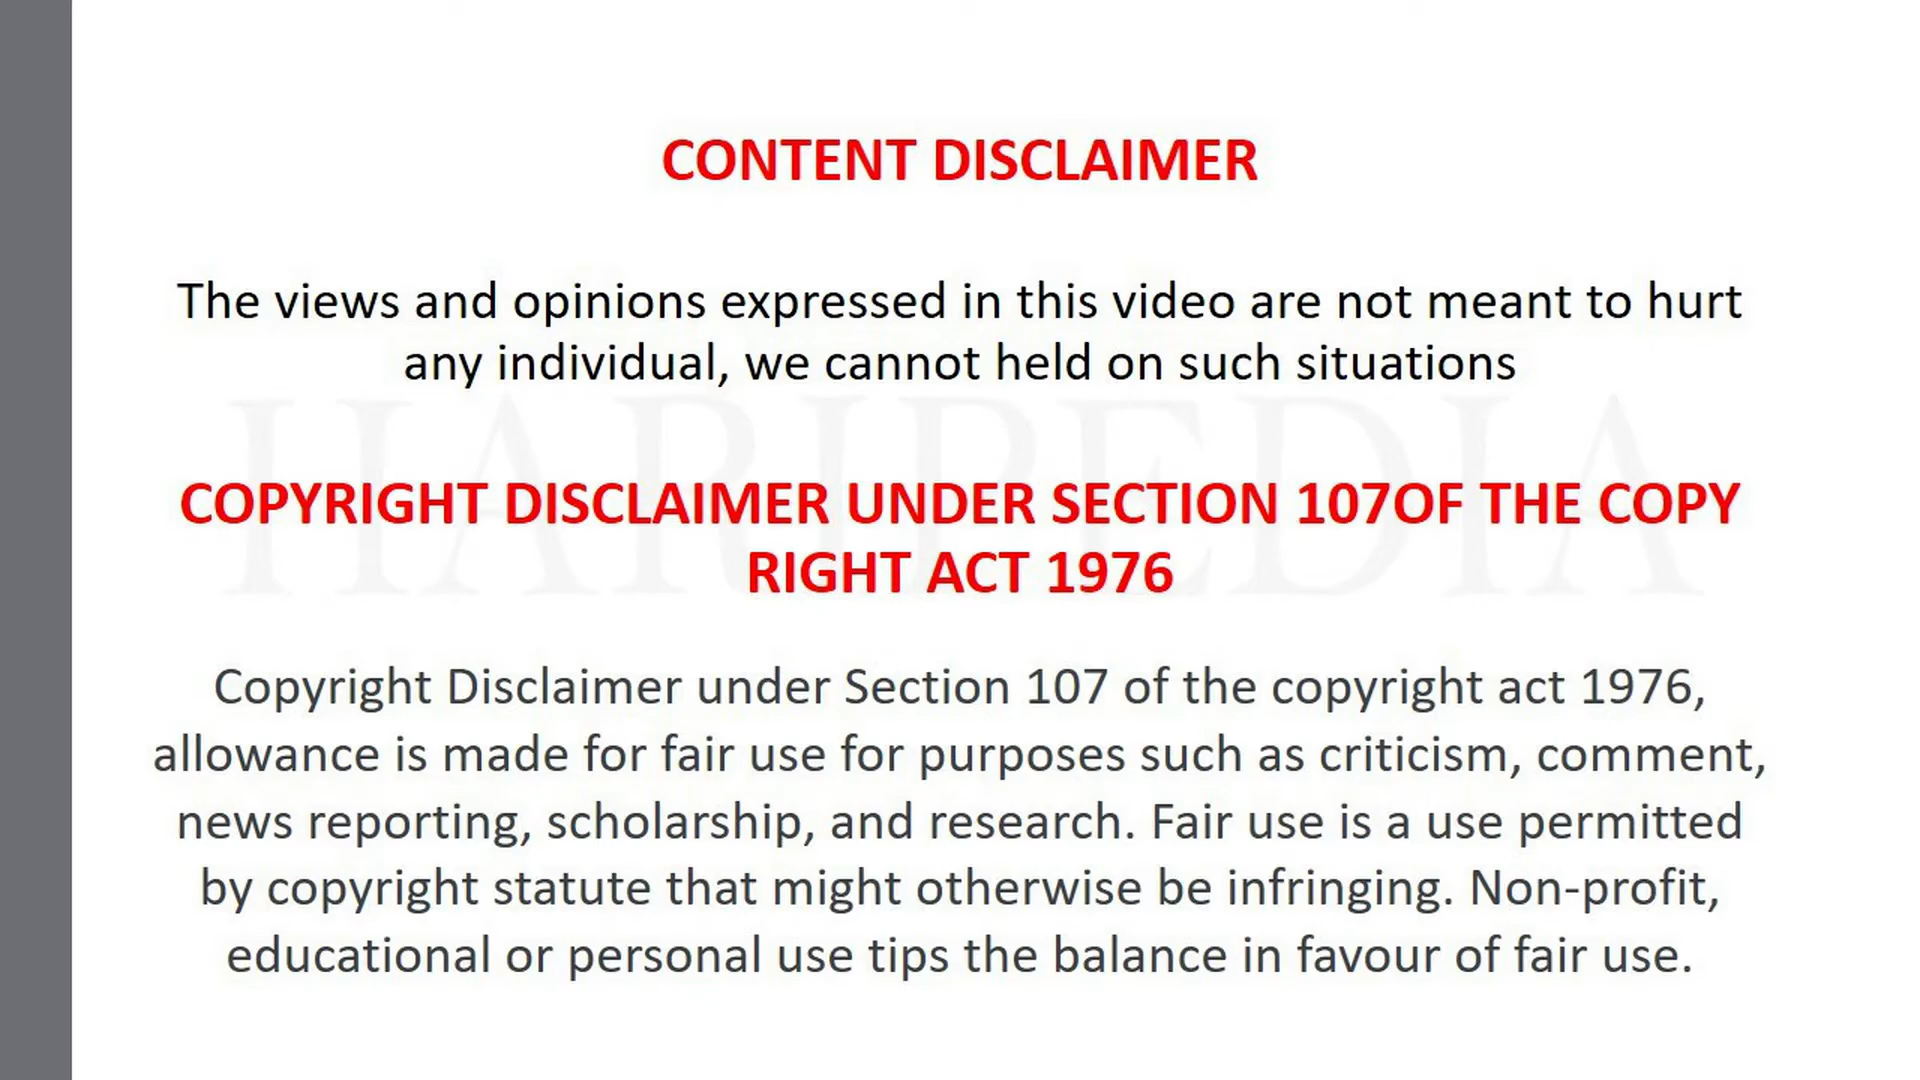 CONTENT DISCLAIMER
The views and opinions expressed in this video are not meant to hurt
any individual, we cannot held on such situations
HARIPEDIA
COPYRIGHT DISCLAIMER UNDER SECTION 107OF THE COPY
RIGHT ACT 1976
Copyright Disclaimer under Section 107 of the copyright act 1976,
allowance is made for fair use for purposes such as criticism, comment,
news reporting, scholarship, and research. Fair use is a use permitted
by copyright statute that might otherwise be infringing. Non-profit,
educational or personal use tips the balance in favour of fair use.